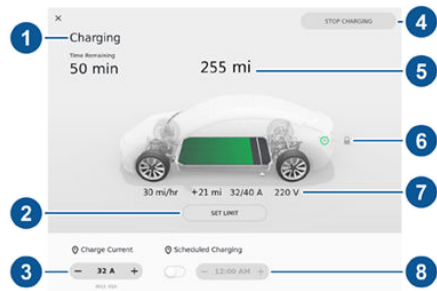 ×
STOP CHARGING
4
1
Charging
Time Remaining
50 min
255 mi
5
6
30 mi/hr +21 mi 32/40 A 220 V
7
2
SET LIMIT
Charge Current
Scheduled Charging
3
− 32 A +
− 12:00 AM +
8